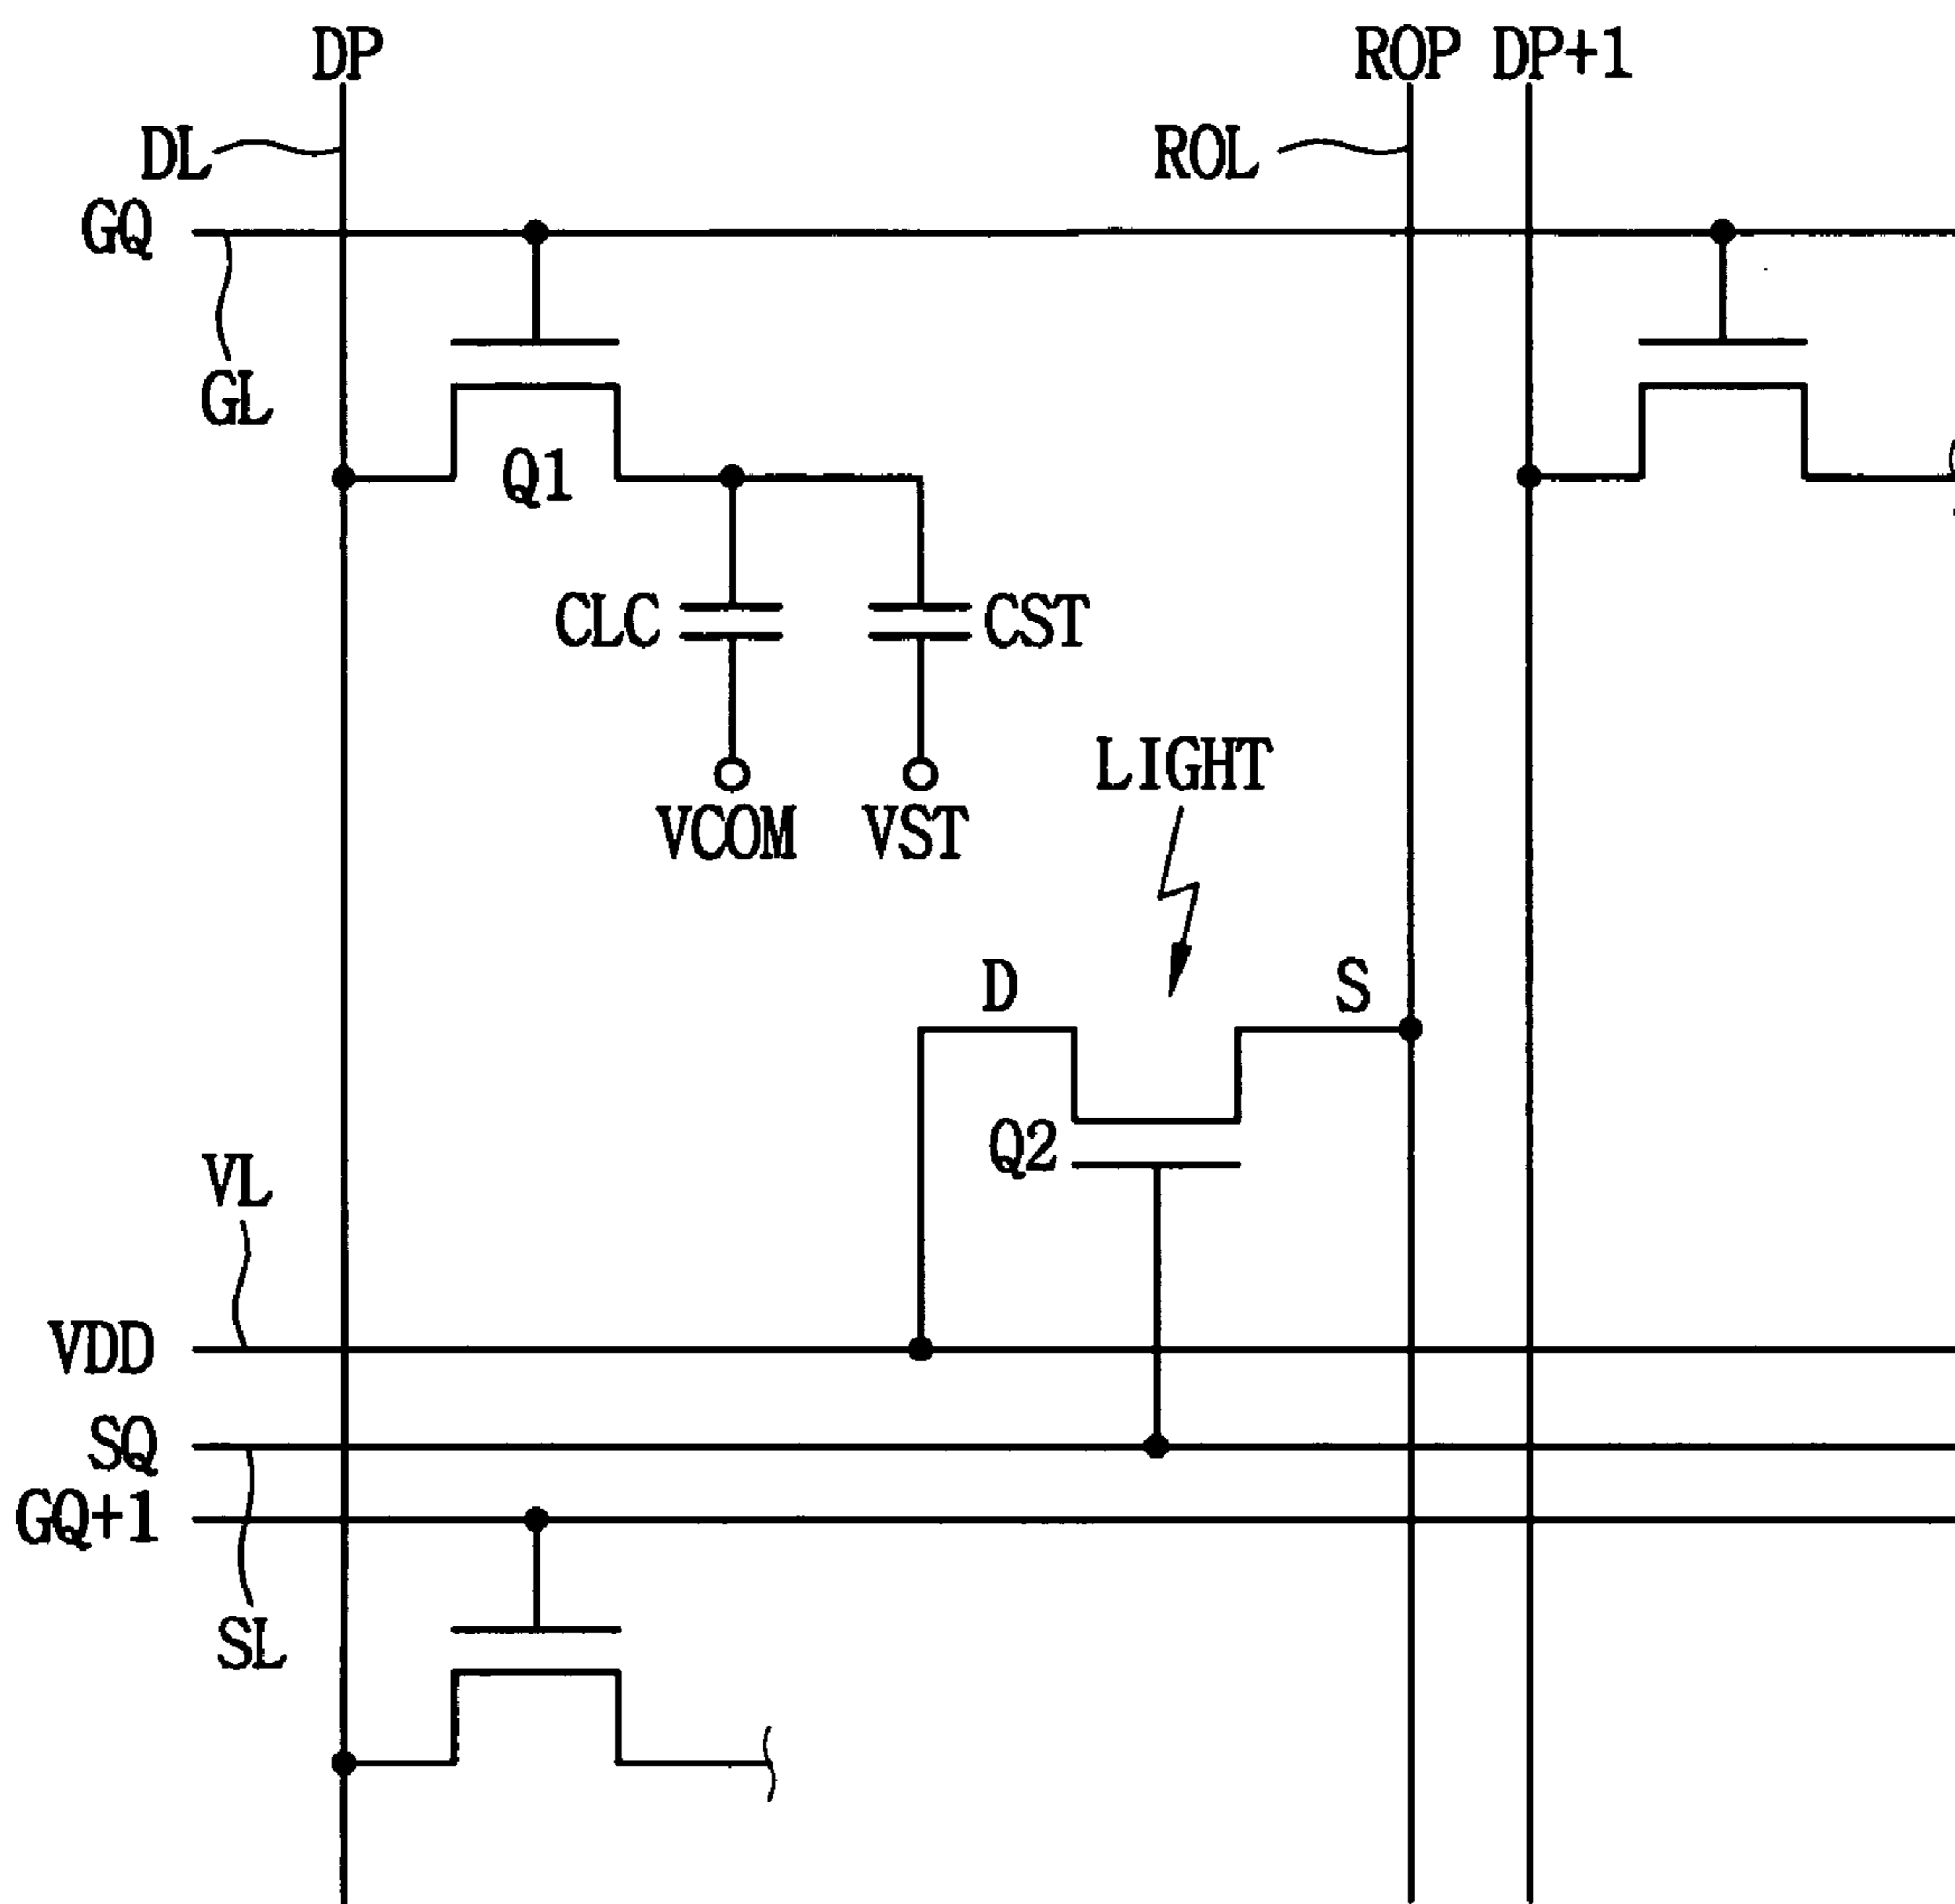 DP
ROP
DP+1
DL
ROL
GQ
GL
Q1
CLC
CST
LIGHT
VCOM
VST
D
S
Q2
VL
VDD
SQ
GQ+1
SL